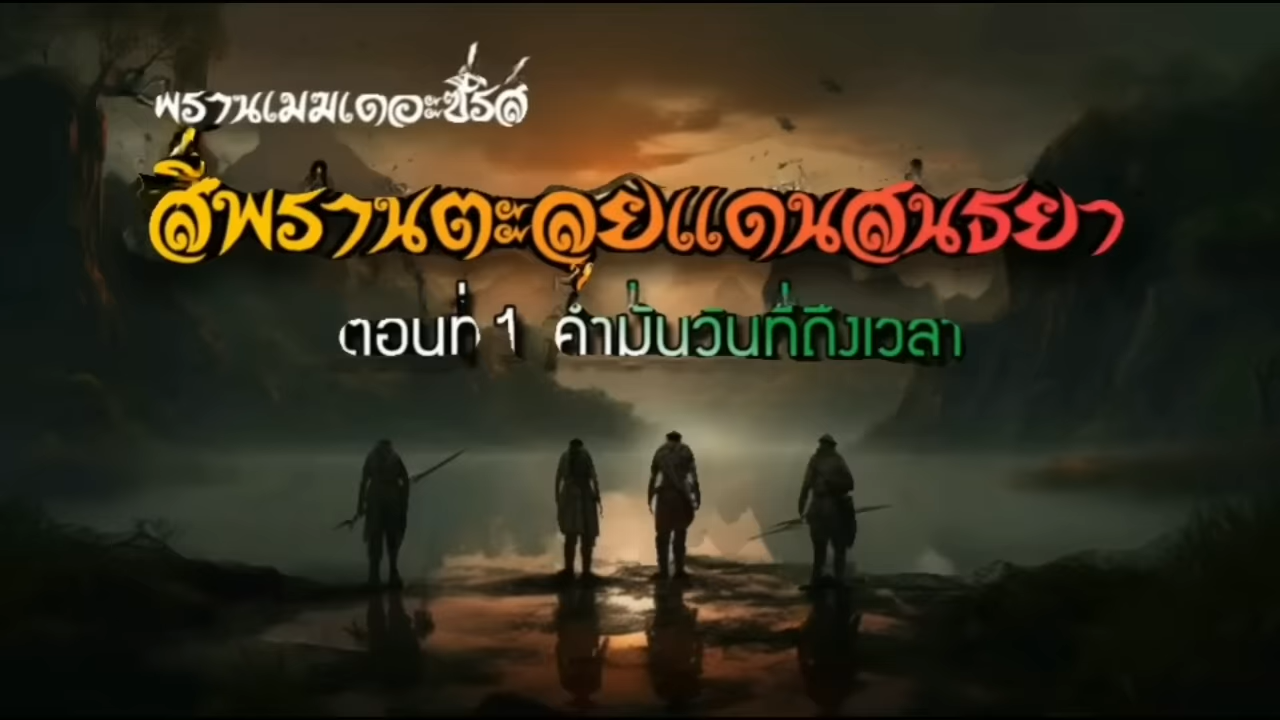 พรานเมฆเดอะซีรีส์
สี่พรานตะลุยแดนสนธยา
ตอนที่ 1 คำมั่นวันที่ถึงเวลา